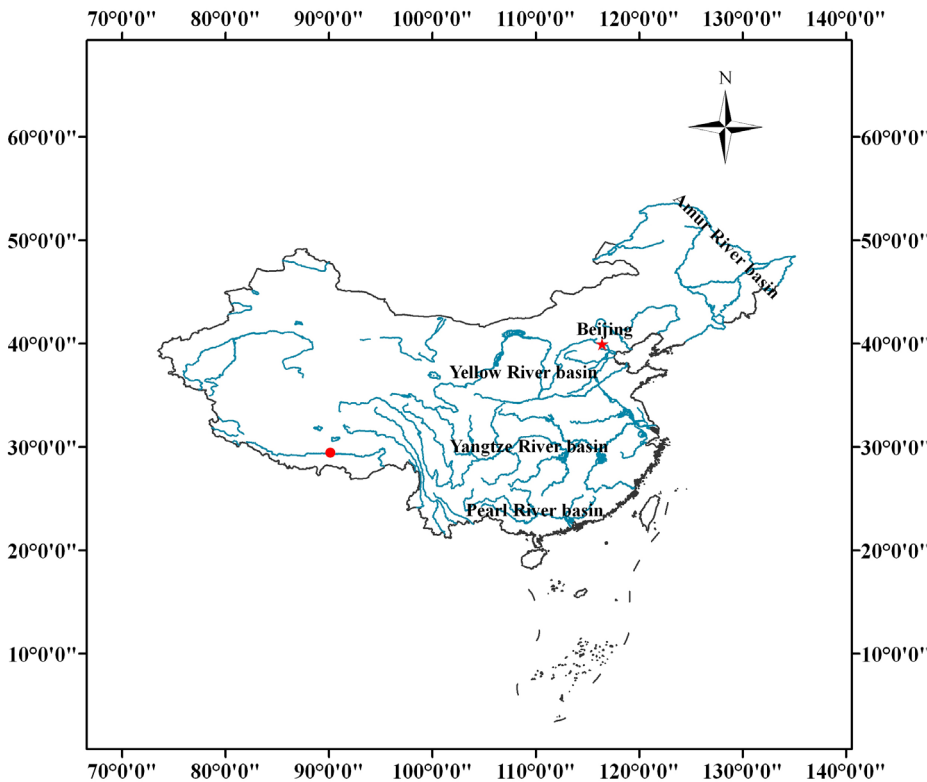 70°0'0" 80°0'0" 90°0'0" 100°0'0" 110°0'0" 120°0'0" 130°0'0" 140°0'0"
N
60°0'0" 60°0'0"
Amur River basin
50°0'0" 50°0'0"
Beijing
40°0'0" 40°0'0"
Yellow River basin
30°0'0" Yangtze River basin 30°0'0"
Pearl River basin
20°0'0" 20°0'0"
10°0'0" 10°0'0"
70°0'0" 80°0'0" 90°0'0" 100°0'0" 110°0'0" 120°0'0" 130°0'0" 140°0'0"